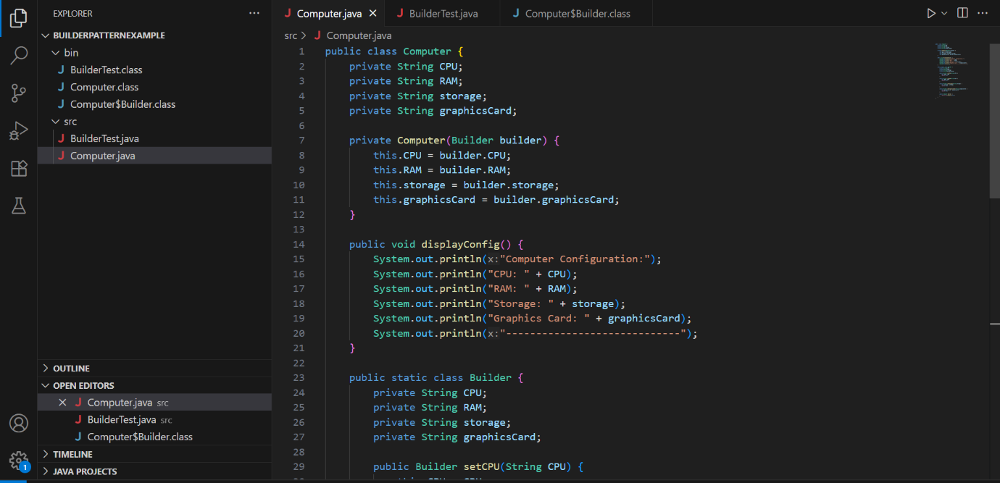 EXPLORER
BUILDERPATTERNEXAMPLE
bin
J BuilderTest.class
J Computer.class
J Computer$Builder.class
src
J BuilderTest.java
J Computer.java
OUTLINE
OPEN EDITORS
J Computer.java src
J BuilderTest.java src
J Computer$Builder.class
TIMELINE
JAVA PROJECTS
1
J Computer.java J BuilderTest.java J Computer$Builder.class
src > J Computer.java
1 public class Computer {
2 private String CPU;
3 private String RAM;
4 private String storage;
5 private String graphicsCard;
6
7 private Computer(Builder builder) {
8 this.CPU = builder.CPU;
9 this.RAM = builder.RAM;
10 this.storage = builder.storage;
11 this.graphicsCard = builder.graphicsCard;
12 }
13
14 public void displayConfig() {
15 System.out.println(x:"Computer Configuration:");
16 System.out.println("CPU: " + CPU);
17 System.out.println("RAM: " + RAM);
18 System.out.println("Storage: " + storage);
19 System.out.println("Graphics Card: " + graphicsCard);
20 System.out.println(x:"-----------------------------");
21 }
22
23 public static class Builder {
24 private String CPU;
25 private String RAM;
26 private String storage;
27 private String graphicsCard;
28
29 public Builder setCPU(String CPU) {